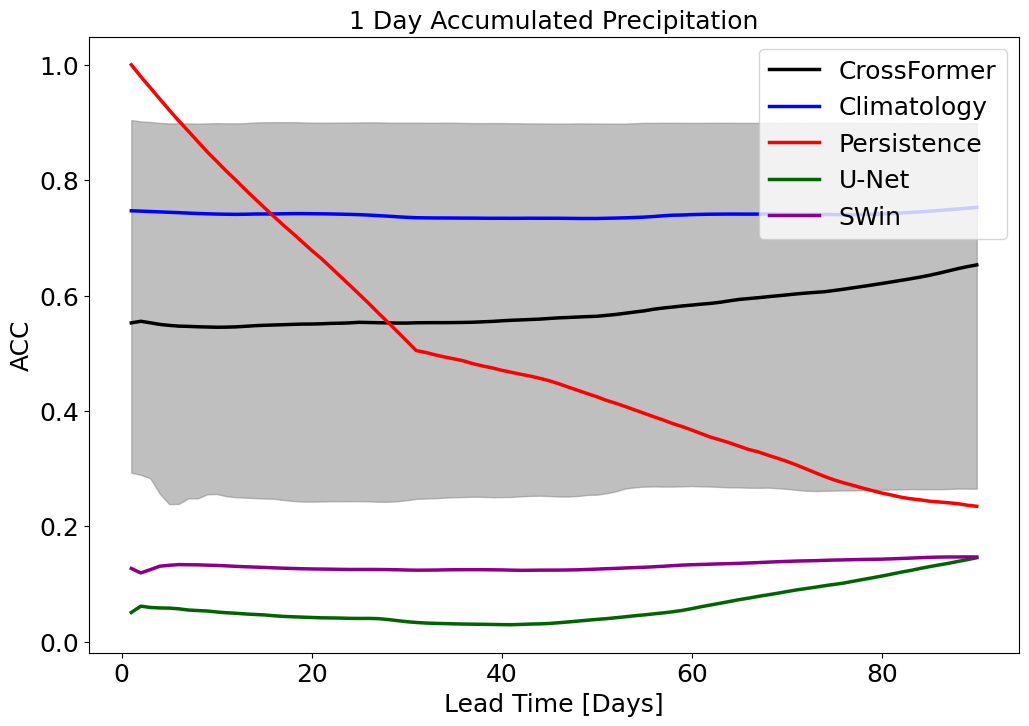 1 Day Accumulated Precipitation
1.0
0.8
0.6
0.4
0.2
0.0
ACC
CrossFormer
Climatology
Persistence
U-Net
SWin
0 20 40 60 80
Lead Time [Days]